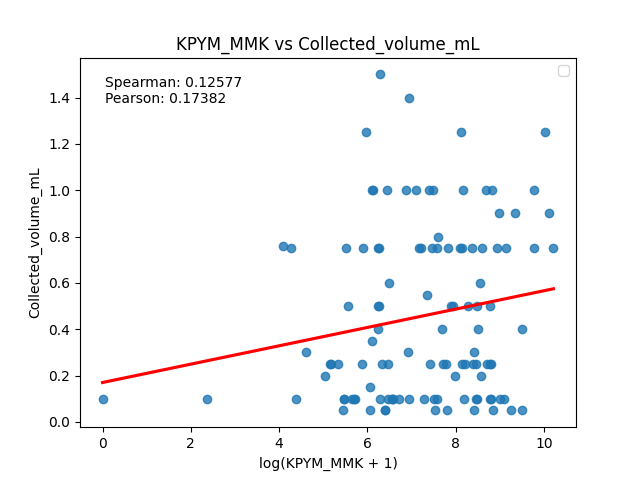 KPYM_MMK vs Collected_volume_mL
Spearman: 0.12577
Pearson: 0.17382
Collected_volume_mL
1.4
1.2
1.0
0.8
0.6
0.4
0.2
0.0
0 2 4 6 8 10
log(KPYM_MMK + 1)